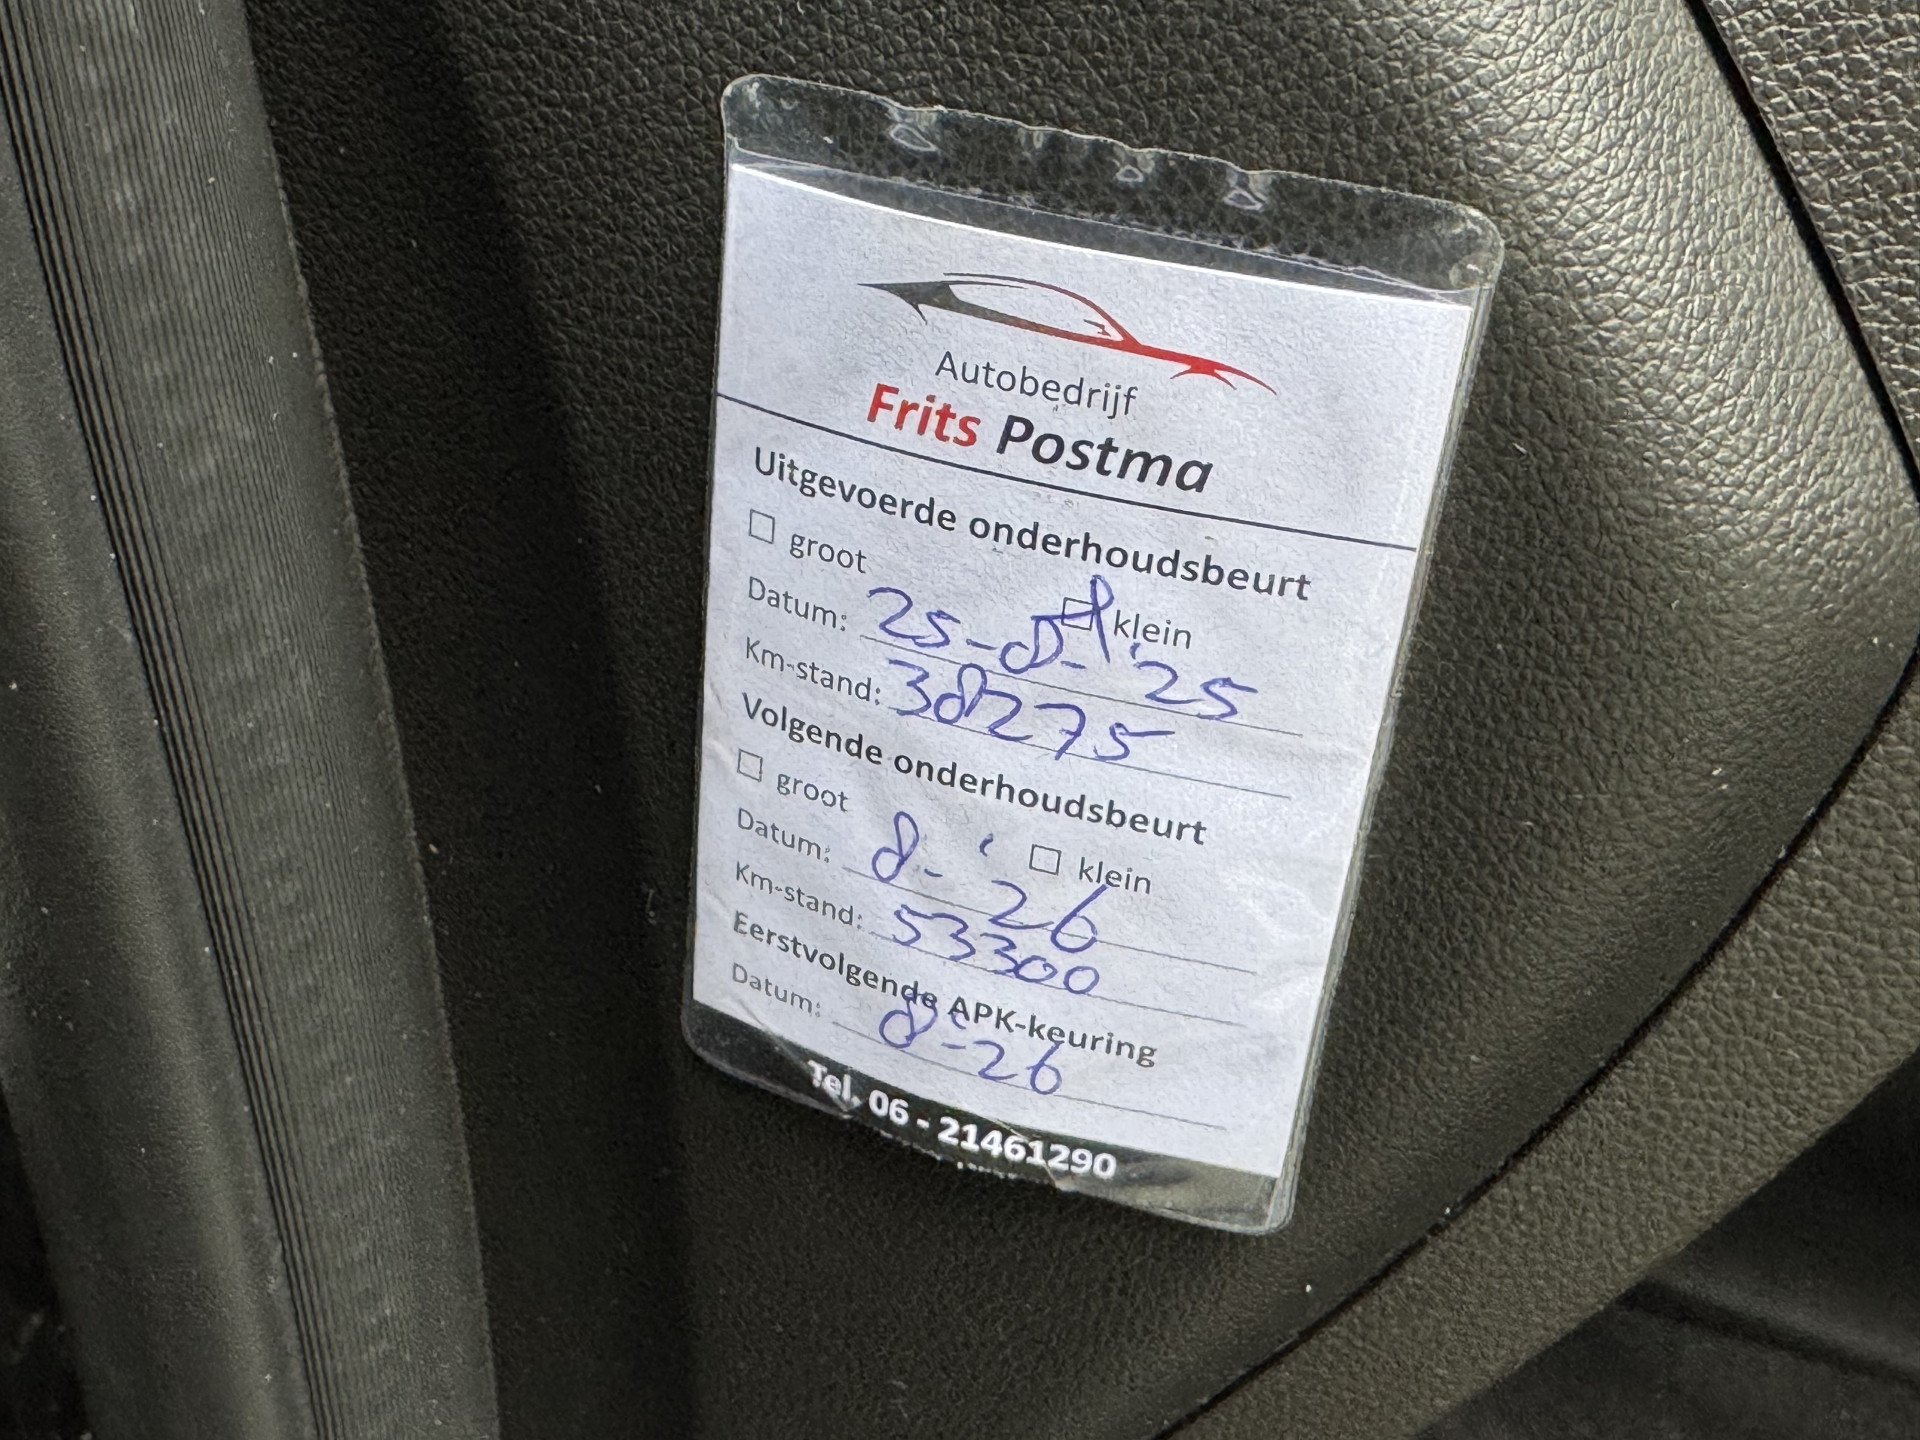 Autobedrijf
Frits Postma
Uitgevoerde onderhoudsbeurt
☐ groot ☐ klein
Datum: 25-8-'25
Km-stand: 38275
Volgende onderhoudsbeurt
☐ groot ☐ klein
Datum: 8-'26
Km-stand: 53300
Eerstvolgende APK-keuring
Datum: 8-'26
Tel. 06 - 21461290